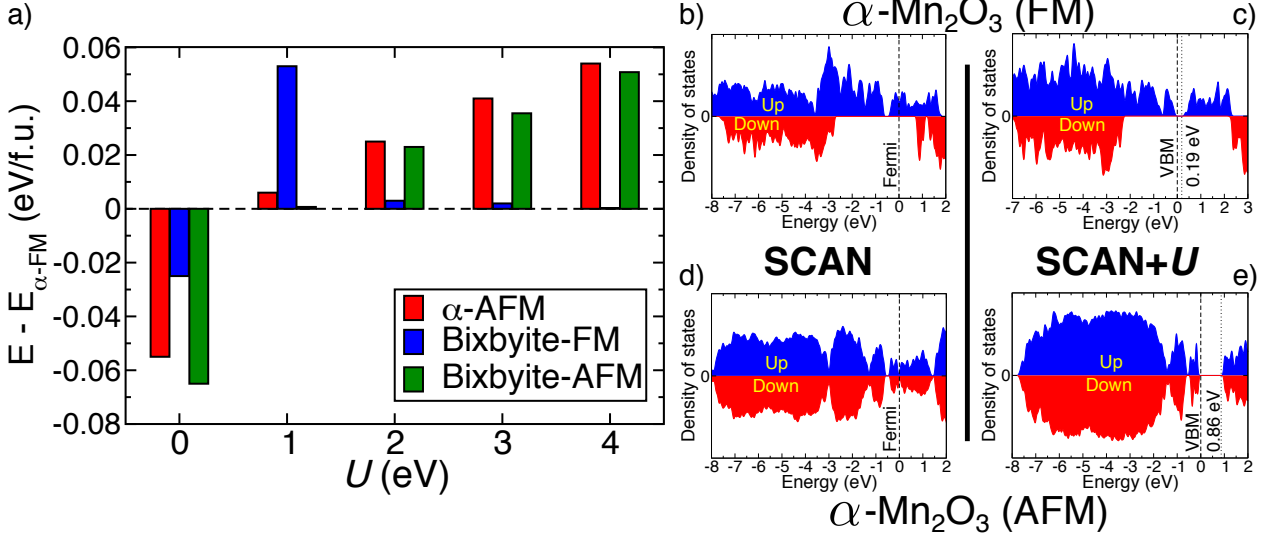 a)
E - E α-FM (eV/f.u.)
0.06
0.04
0.02
0
-0.02
-0.04
-0.06
-0.08
α-AFM
Bixbyite-FM
Bixbyite-AFM
0 1 2 3 4
U (eV)
α-Mn2O3 (FM)
b)
Density of states
0
Up
Down
Fermi
-8 -7 -6 -5 -4 -3 -2 -1 0 1 2
Energy (eV)
c)
Density of states
0
Up
Down
VBM
0.19 eV
-7 -6 -5 -4 -3 -2 -1 0 1 2 3
Energy (eV)
SCAN
SCAN+U
d)
Density of states
0
Up
Down
Fermi
-8 -7 -6 -5 -4 -3 -2 -1 0 1 2
Energy (eV)
e)
Density of states
0
Up
Down
VBM
0.86 eV
-8 -7 -6 -5 -4 -3 -2 -1 0 1 2
Energy (eV)
α-Mn2O3 (AFM)